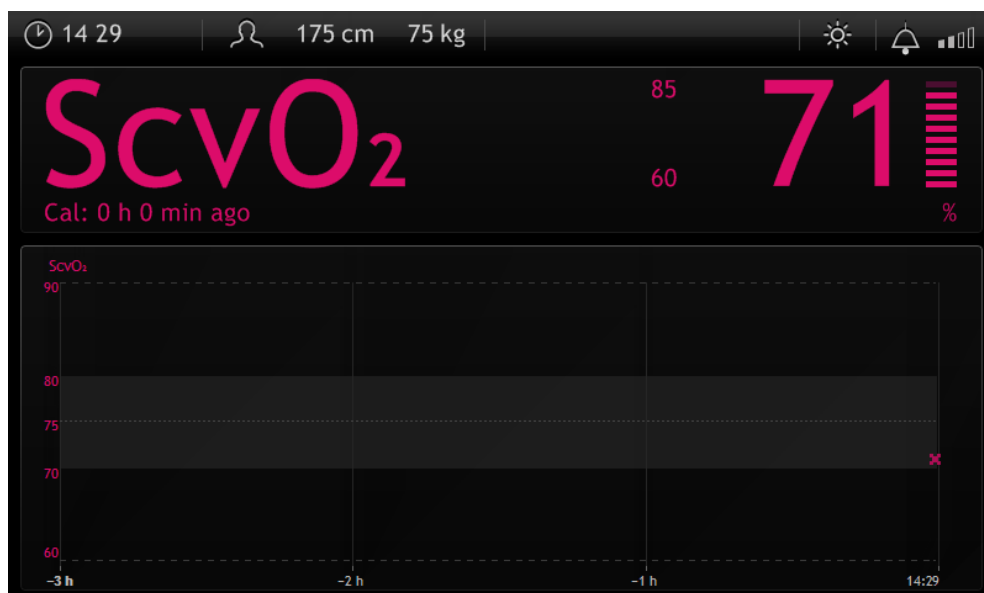 14 29 175 cm 75 kg
ScvO₂ 85 71
60
Cal: 0 h 0 min ago %
ScvO₂
90
80
75
70
60
−3 h −2 h −1 h 14:29